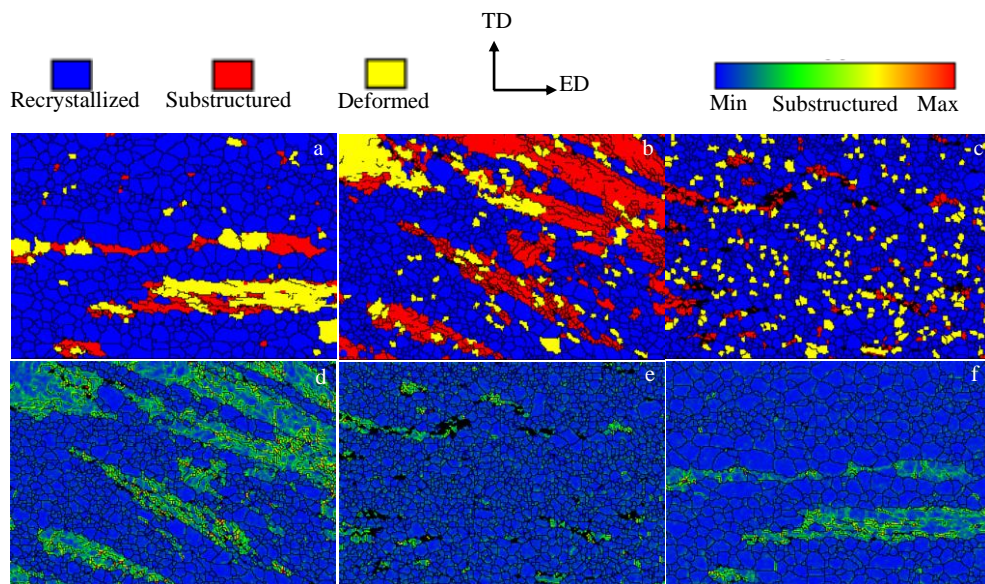 TD
ED
Recrystallized
Substructured
Deformed
Min Substructured Max
a
b
c
d
e
f